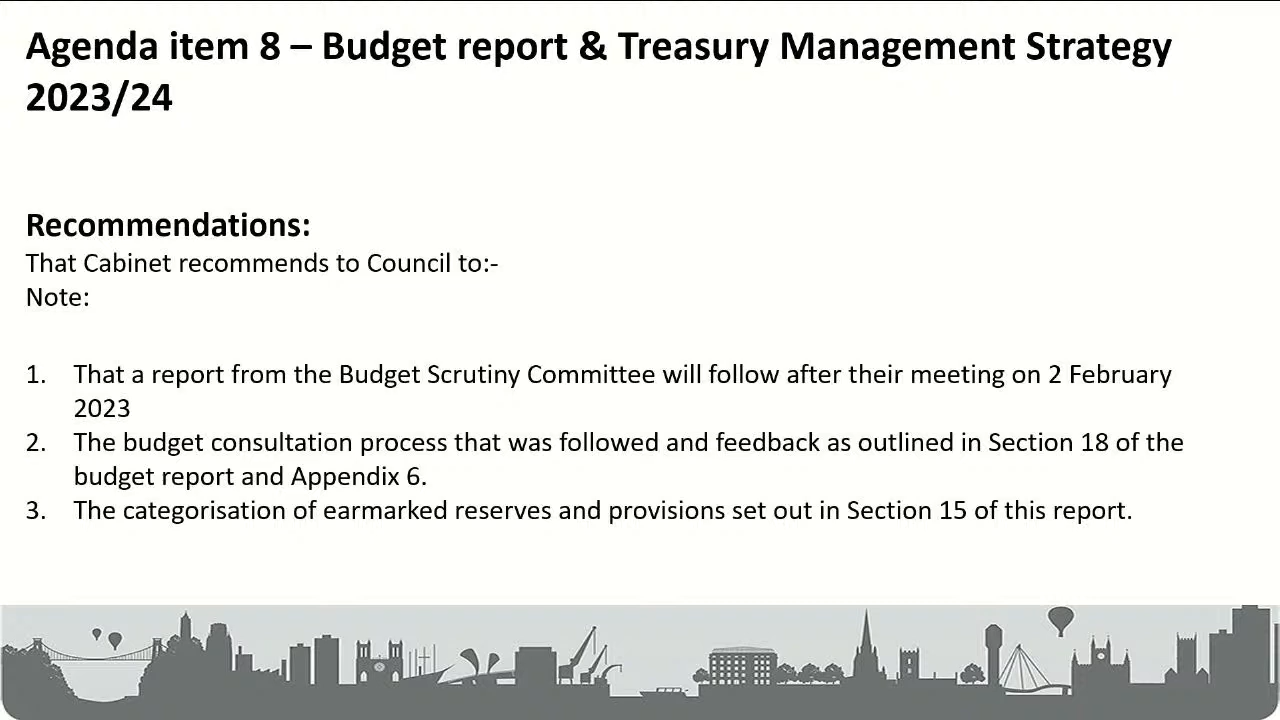 Agenda item 8 – Budget report & Treasury Management Strategy
2023/24
Recommendations:
That Cabinet recommends to Council to:-
Note:
1. That a report from the Budget Scrutiny Committee will follow after their meeting on 2 February
2023
2. The budget consultation process that was followed and feedback as outlined in Section 18 of the
budget report and Appendix 6.
3. The categorisation of earmarked reserves and provisions set out in Section 15 of this report.